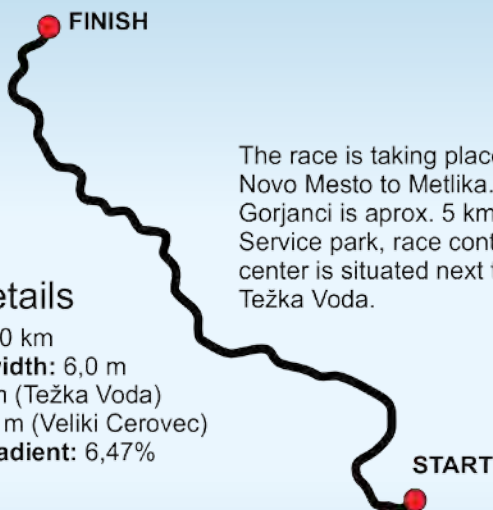 FINISH
The race is taking place
Novo Mesto to Metlika.
Gorjanci is aprox. 5 km
Service park, race cont
center is situated next t
Težka Voda.
etails
0 km
idth: 6,0 m
n (Težka Voda)
m (Veliki Cerovec)
adient: 6,47%
START